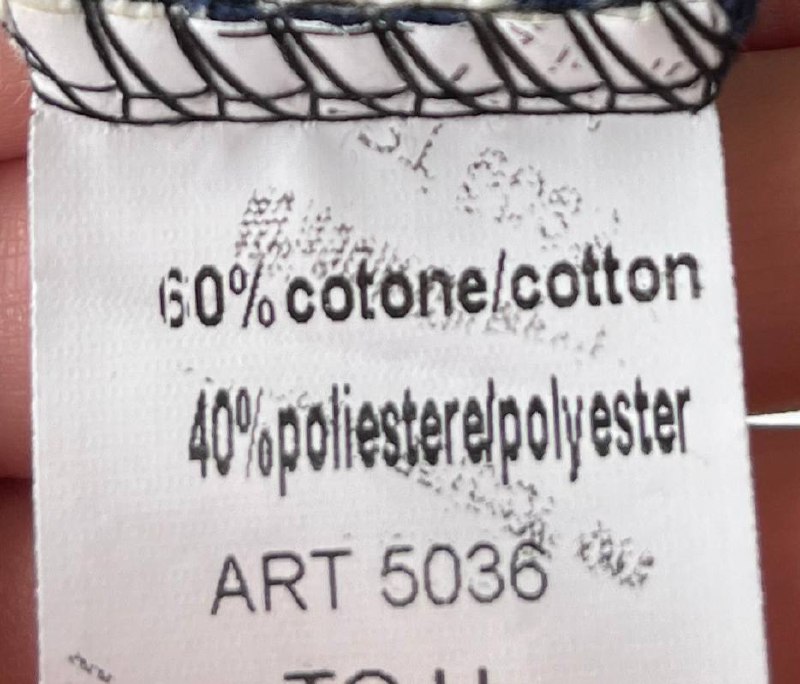 60% cotone/cotton
40% poliestere/polyester
ART 5036